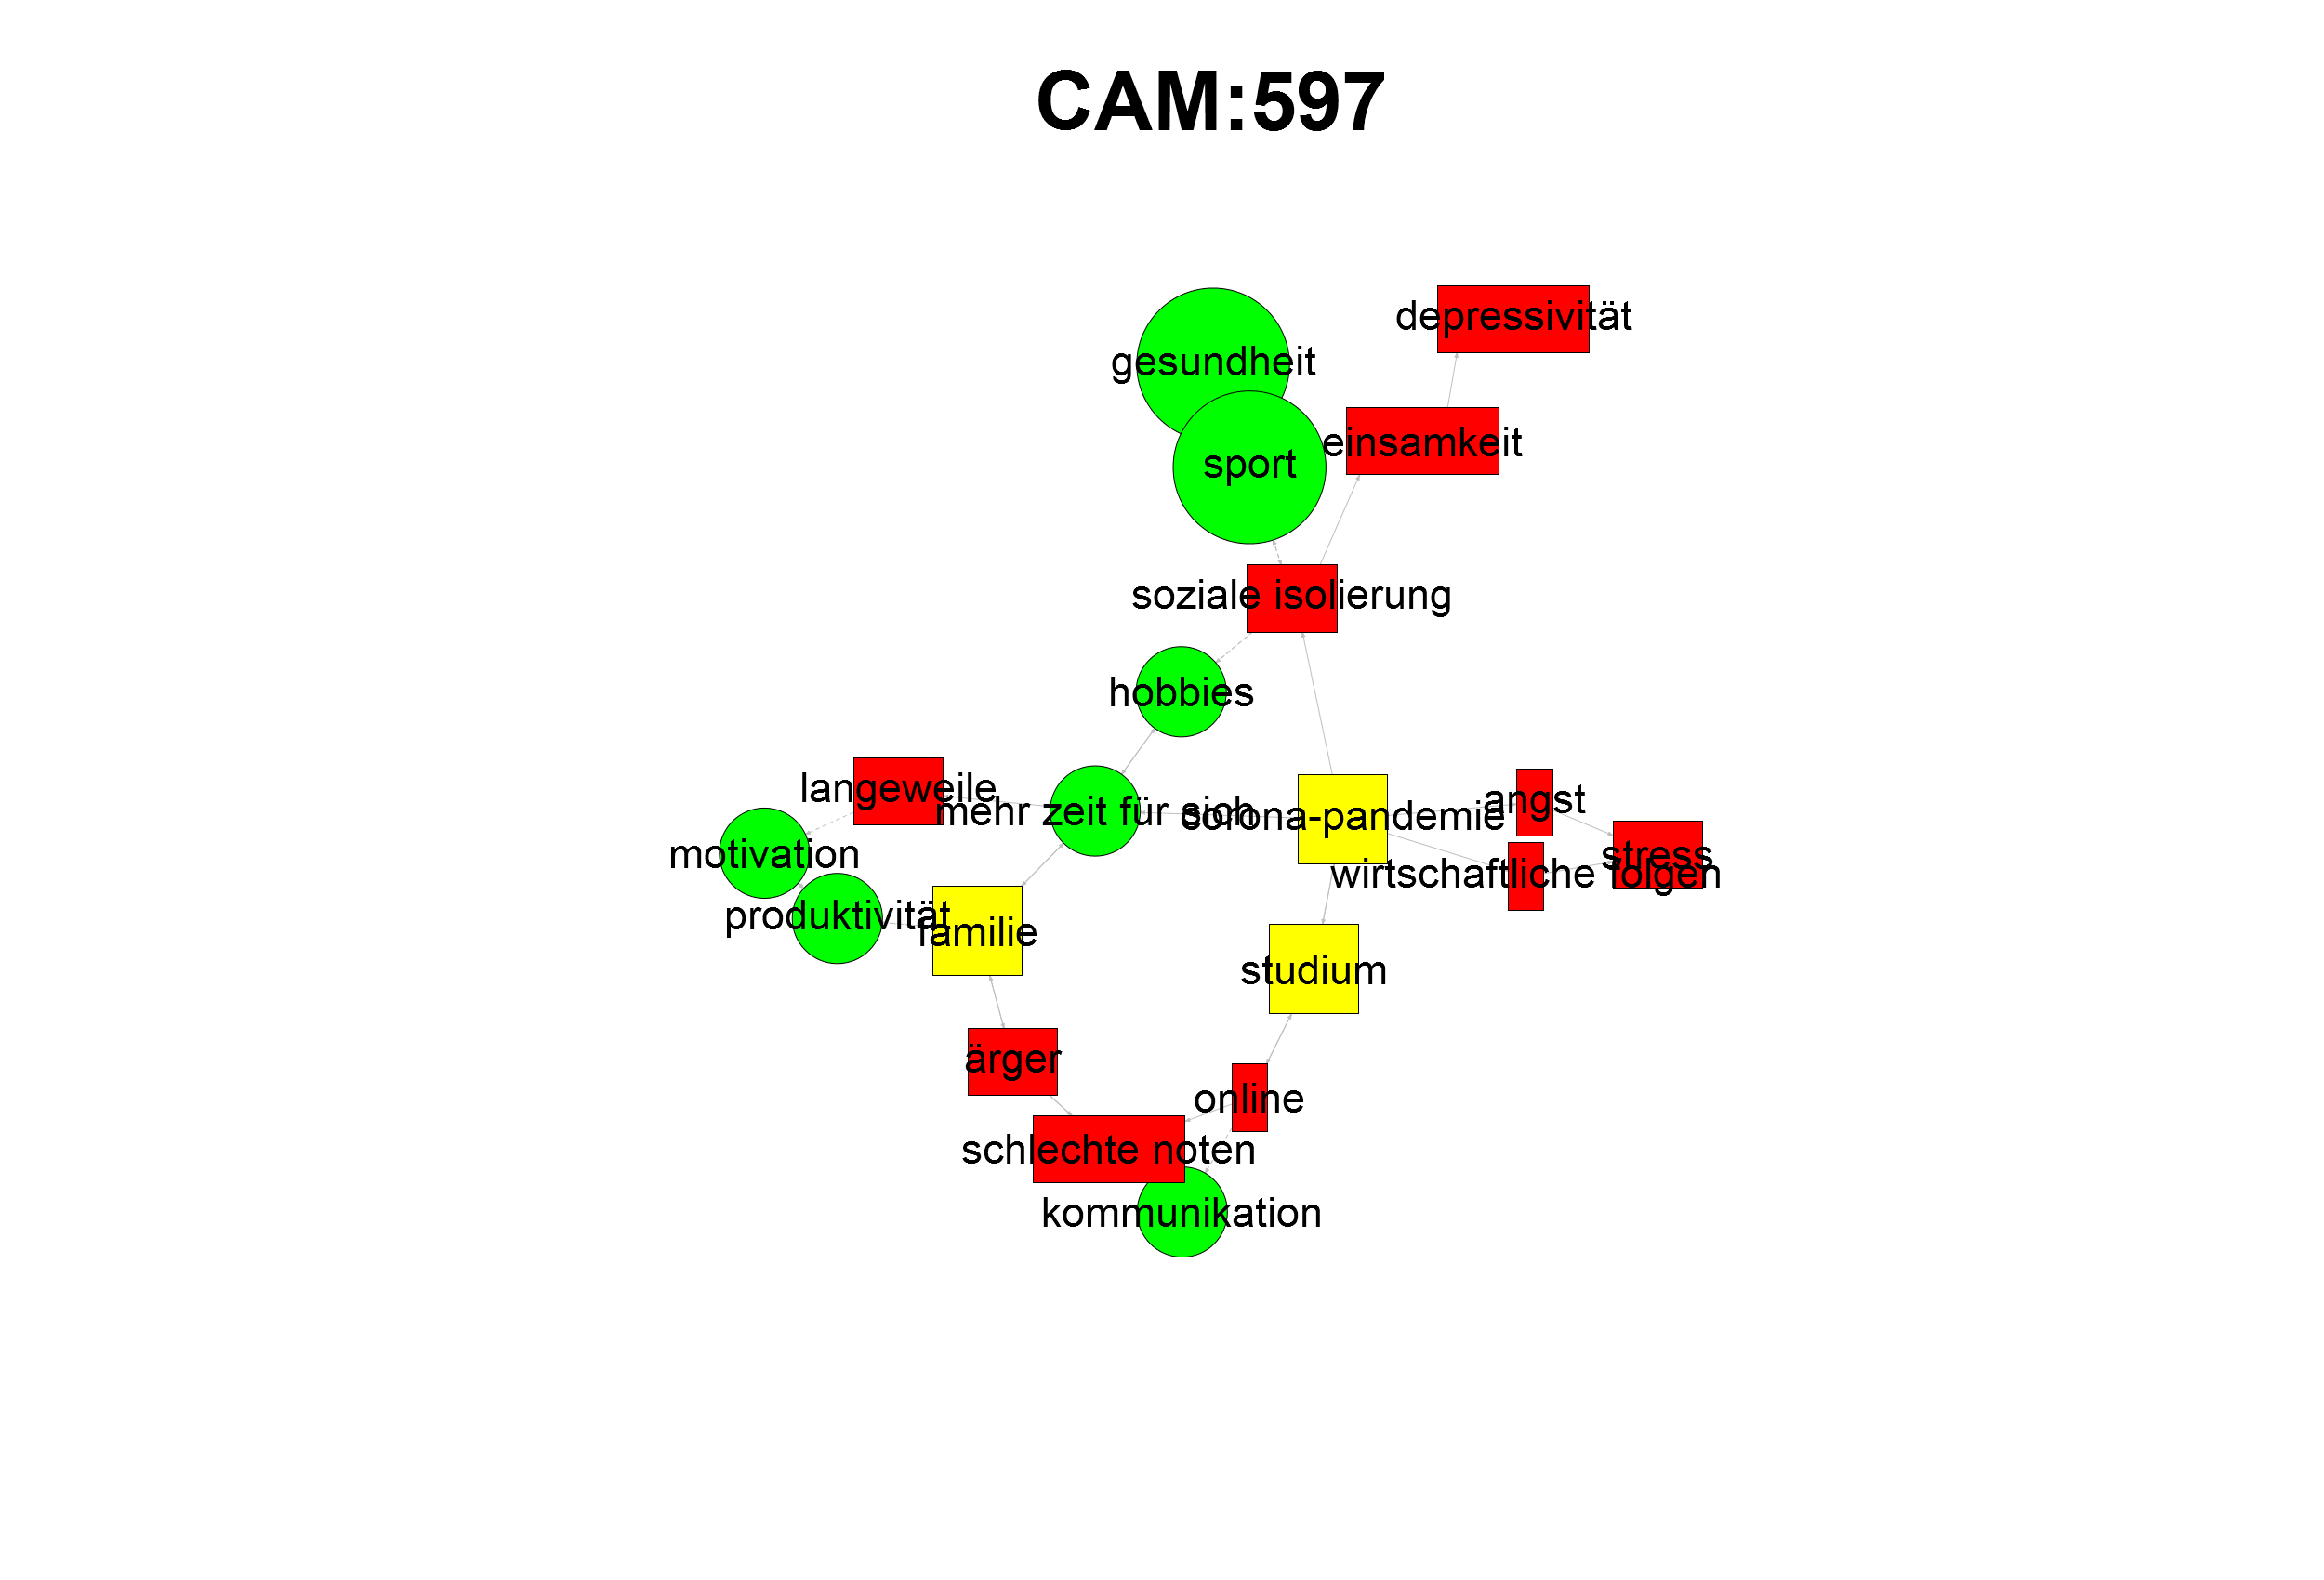 CAM:597
depressivität
gesundheit
einsamkeit
sport
soziale isolierung
hobbies
langeweile
mehr zeit für sich
corona-pandemie
angst
motivation
stress
wirtschaftliche folgen
produktivität
familie
studium
ärger
online
schlechte noten
kommunikation